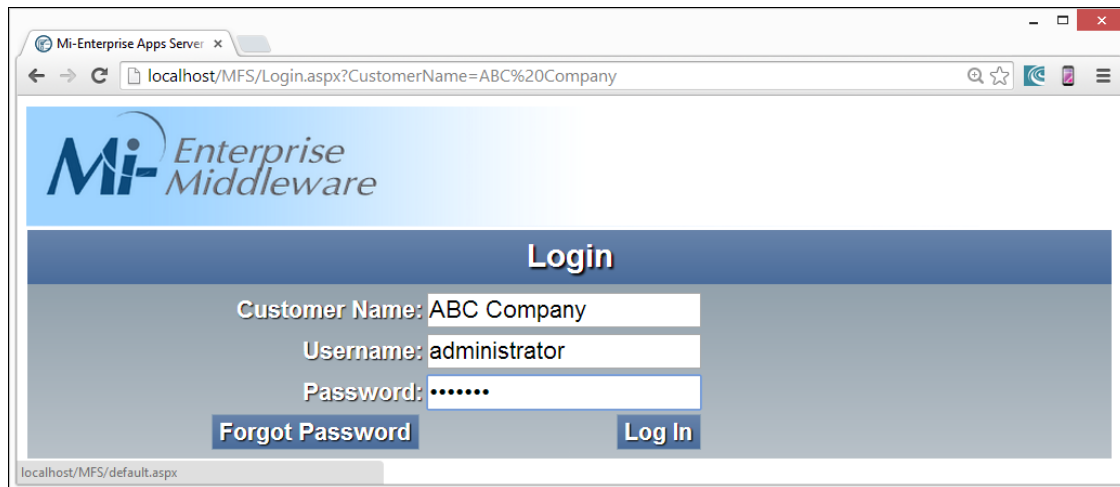 Mi-Enterprise Apps Server
localhost/MFS/Login.aspx?CustomerName=ABC%20Company
Mi-Enterprise
Middleware
Login
Customer Name: ABC Company
Username: administrator
Password: •••••••
Forgot Password Log In
localhost/MFS/default.aspx